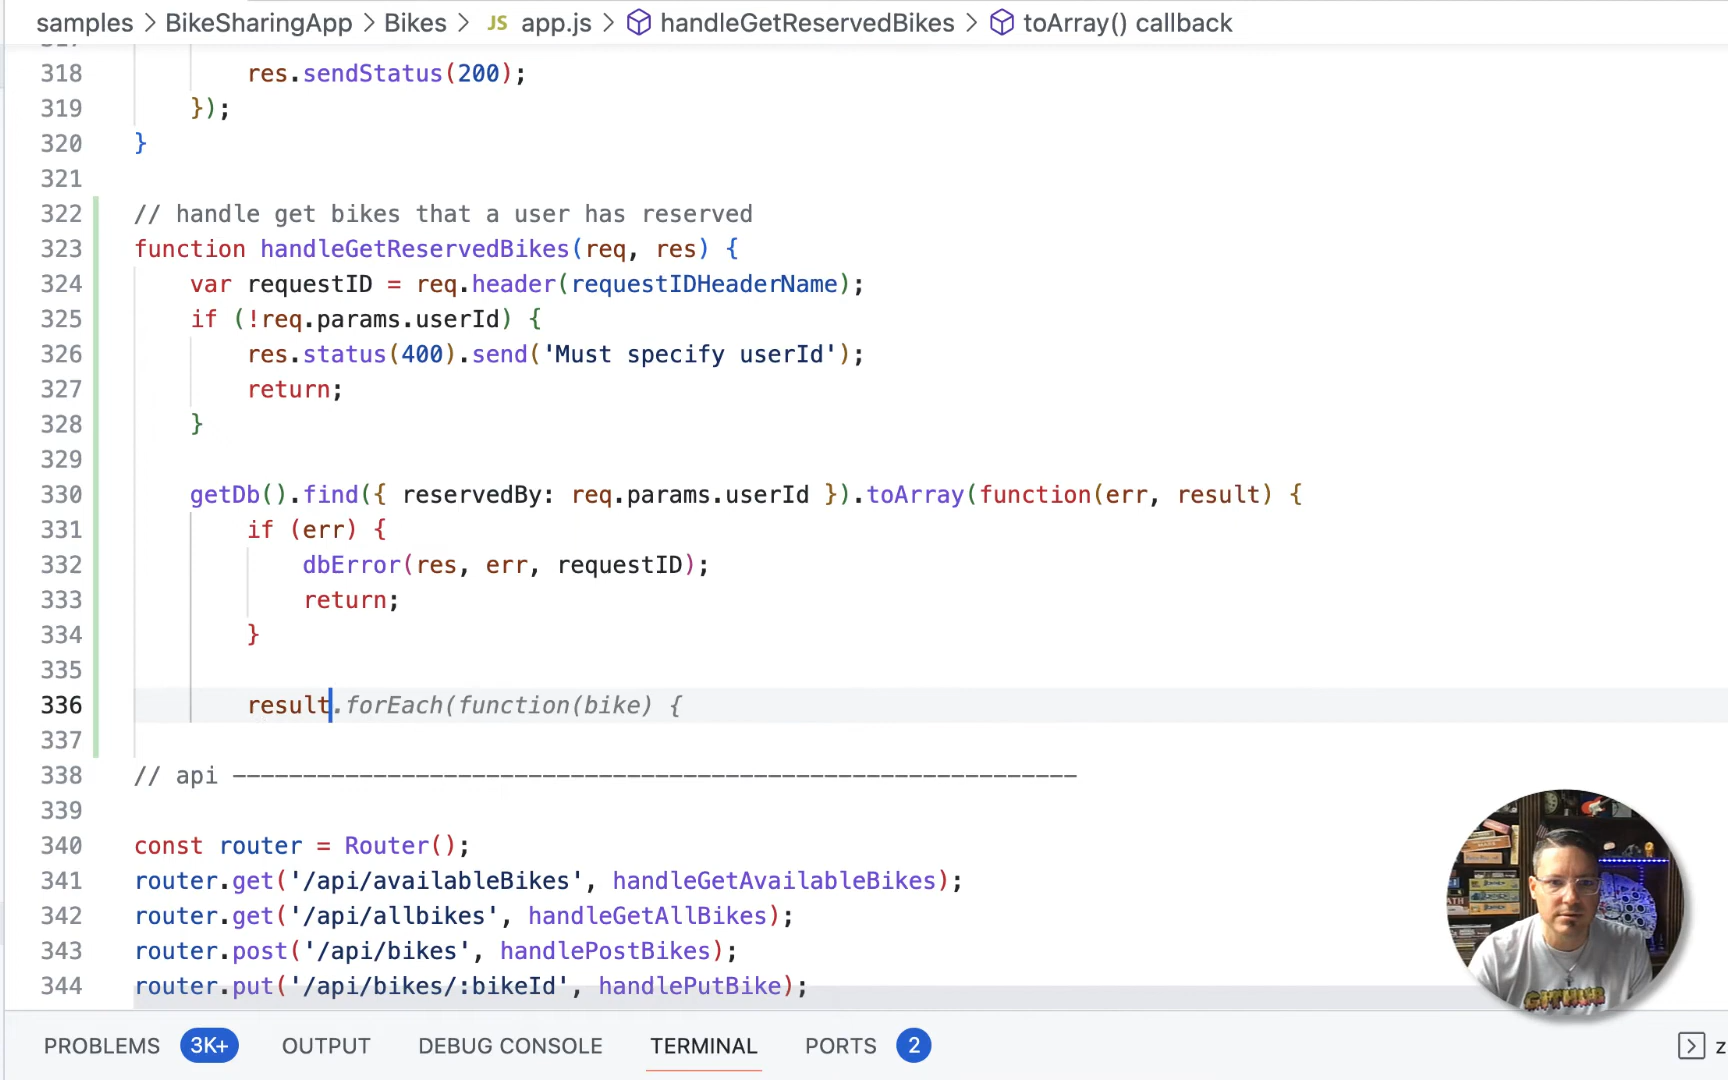 samples > BikeSharingApp > Bikes > JS app.js > handleGetReservedBikes > toArray() callback
318 res.sendStatus(200);
319 });
320 }
321
322 // handle get bikes that a user has reserved
323 function handleGetReservedBikes(req, res) {
324 var requestID = req.header(requestIDHeaderName);
325 if (!req.params.userId) {
326 res.status(400).send('Must specify userId');
327 return;
328 }
329
330 getDb().find({ reservedBy: req.params.userId }).toArray(function(err, result) {
331 if (err) {
332 dbError(res, err, requestID);
333 return;
334 }
335
336 result.forEach(function(bike) {
337
338 // api ------------------------------------------------------------
339
340 const router = Router();
341 router.get('/api/availableBikes', handleGetAvailableBikes);
342 router.get('/api/allbikes', handleGetAllBikes);
343 router.post('/api/bikes', handlePostBikes);
344 router.put('/api/bikes/:bikeId', handlePutBike);
GITHUB
PROBLEMS 3K+ OUTPUT DEBUG CONSOLE TERMINAL PORTS 2 z